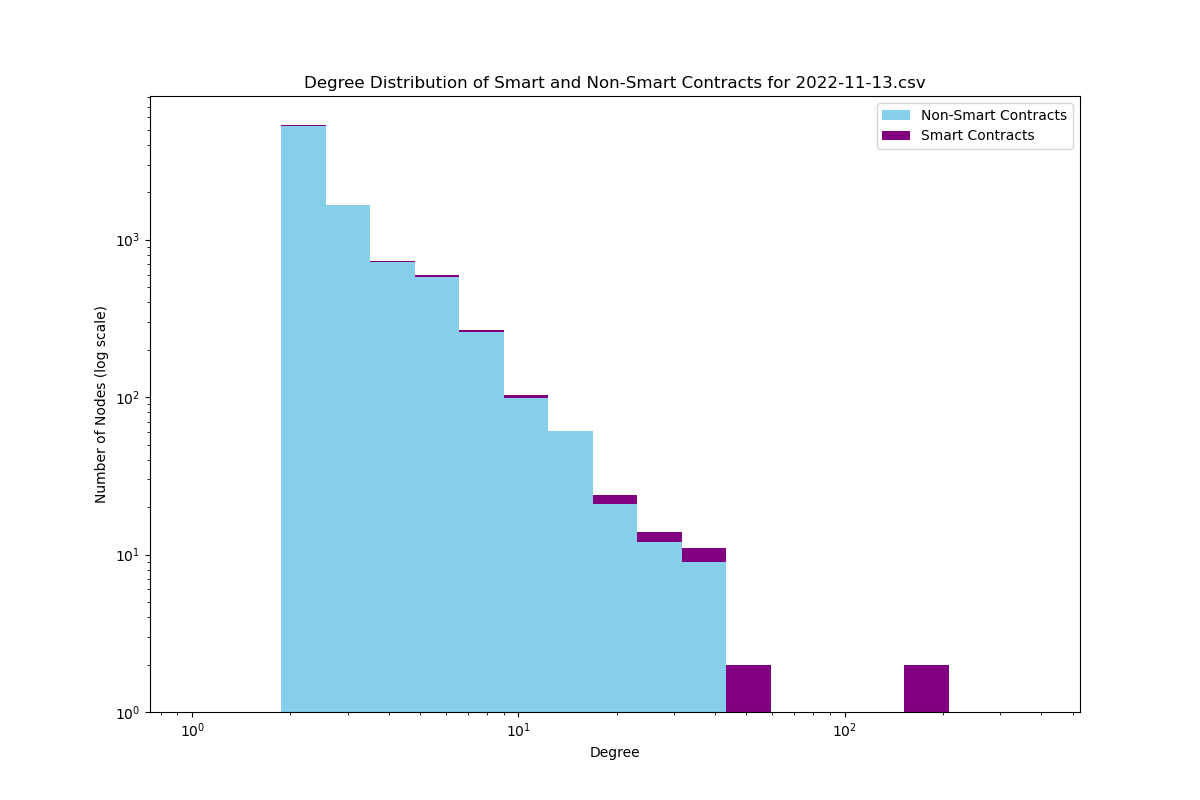 Degree Distribution of Smart and Non-Smart Contracts for 2022-11-13.csv
Non-Smart Contracts
Smart Contracts
Number of Nodes (log scale)
10³
10²
10¹
10⁰
10⁰ 10¹ 10²
Degree